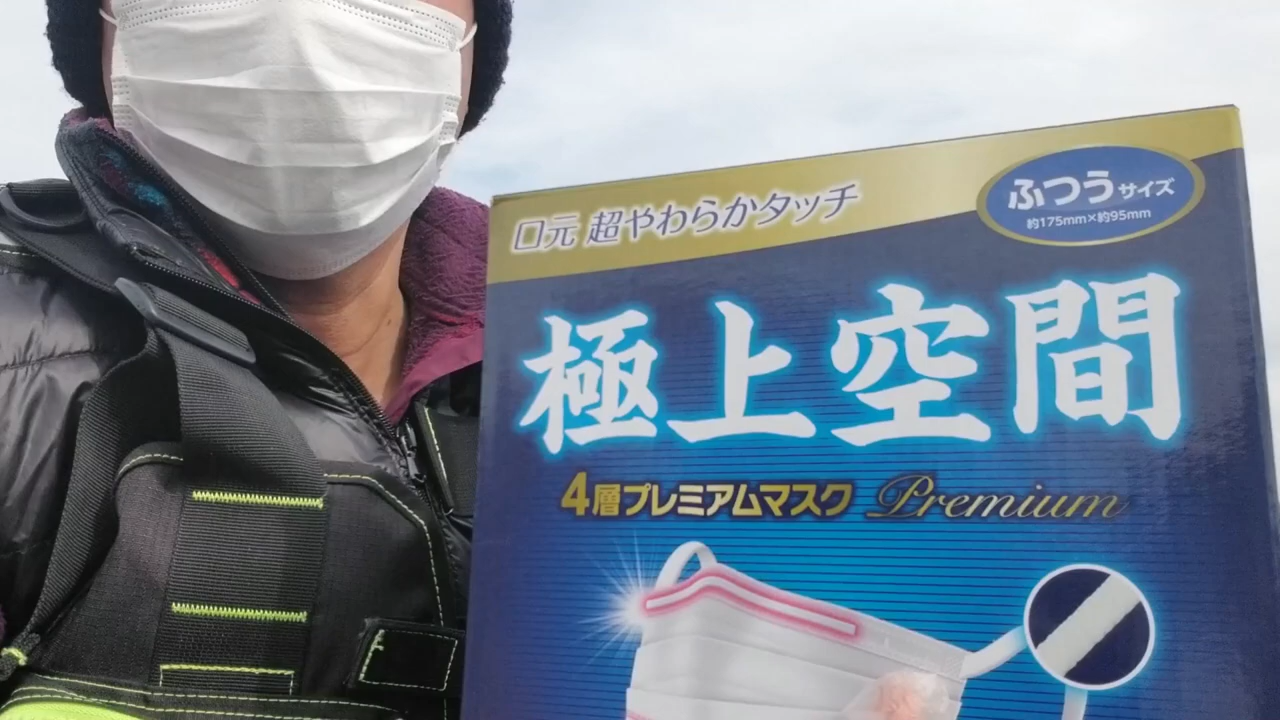 口元 超やわらかタッチ
ふつうサイズ
約175mm×約95mm
極上空間
4層プレミアムマスク Premium